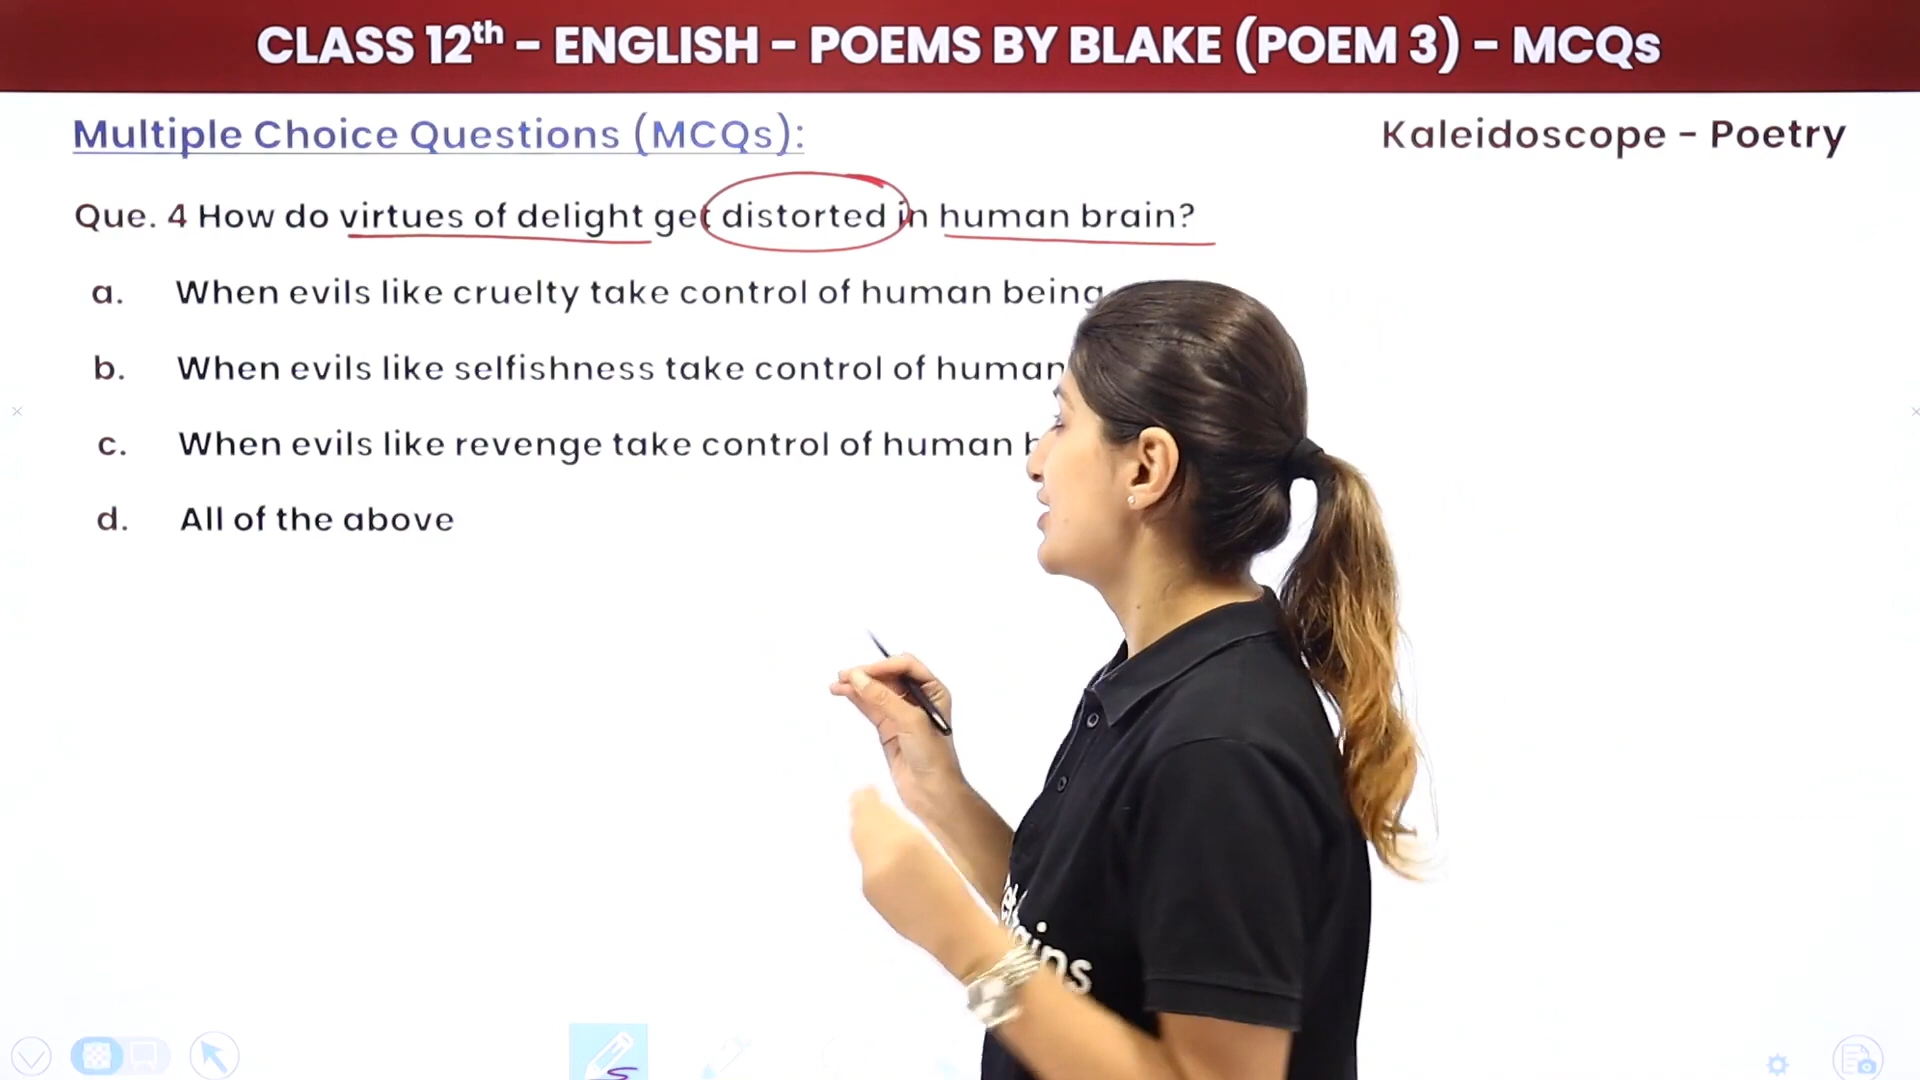 CLASS 12th – ENGLISH – POEMS BY BLAKE (POEM 3) – MCQs
Multiple Choice Questions (MCQs):
Kaleidoscope - Poetry
Que. 4 How do virtues of delight get distorted in human brain?
a. When evils like cruelty take control of human being
b. When evils like selfishness take control of human
c. When evils like revenge take control of human
d. All of the above